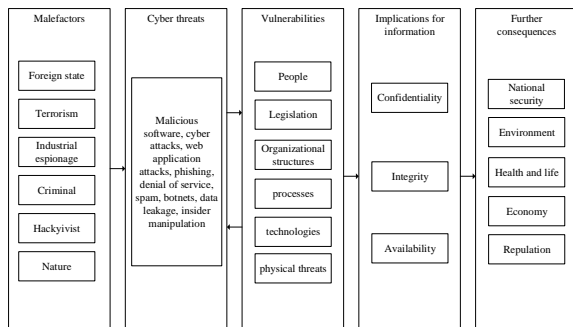 Malefactors
Foreign state
Terrorism
Industrial
espionage
Criminal
Hackyivist
Nature
Cyber threats
Malicious
software, cyber
attacks, web
application
attacks, phishing,
denial of service,
spam, botnets, data
leakage, insider
manipulation
Vulnerabilities
People
Legislation
Organizational
structures
processes
technologies
physical threats
Implications for
information
Confidentiality
Integrity
Availability
Further
consequences
National
security
Environment
Health and life
Economy
Repulation